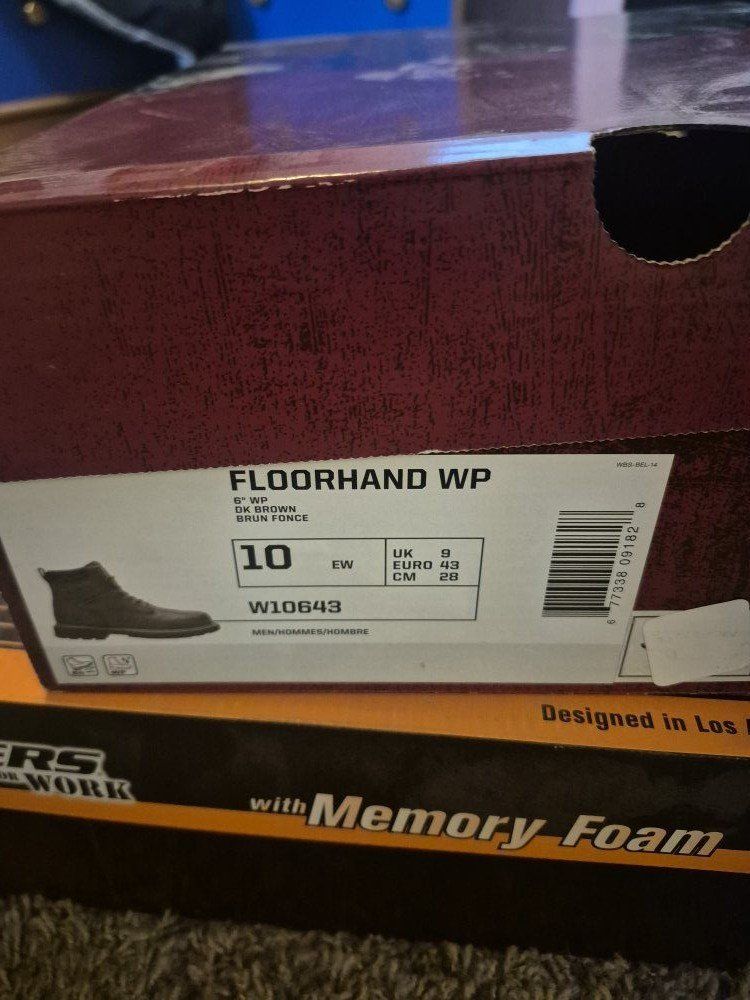 FLOORHAND WP
WBS-BEL-14
6" WP
DK BROWN
BRUN FONCE
10 EW
UK 9
EURO 43
CM 28
W10643
MEN/HOMMES/HOMBRE
6 77338 09182 8
Designed in Los
ERS
WORK
with Memory Foam